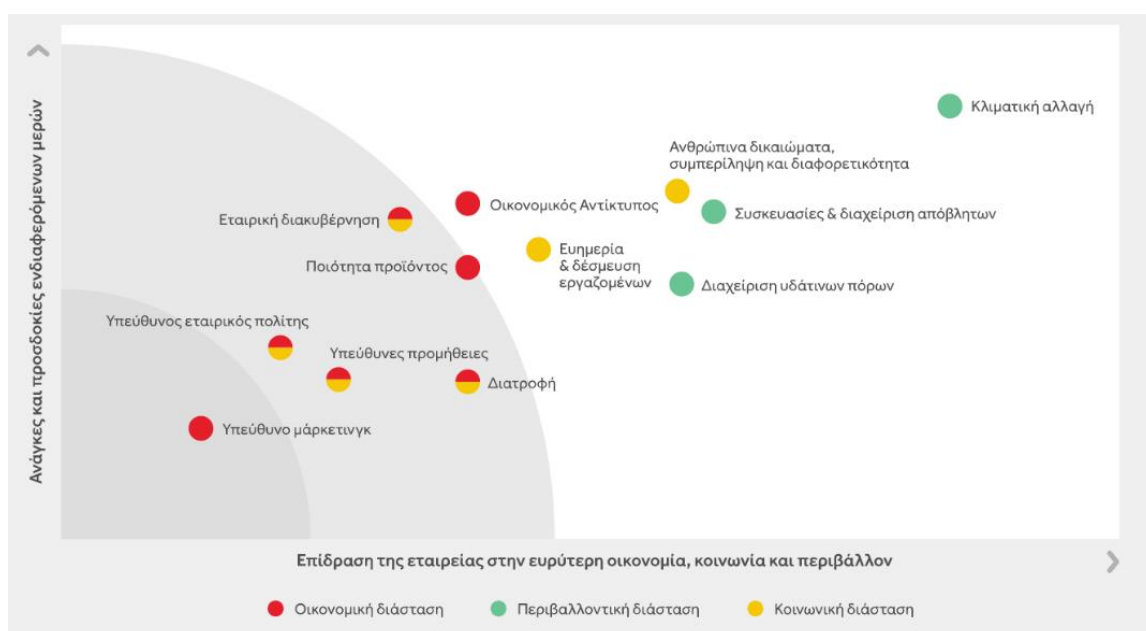 Ανάγκες και προσδοκίες ενδιαφερόμενων μερών
Κλιματική αλλαγή
Ανθρώπινα δικαιώματα,
συμπερίληψη και διαφορετικότητα
Οικονομικός Αντίκτυπος
Συσκευασίες & διαχείριση απόβλητων
Εταιρική διακυβέρνηση
Ευημερία
& δέσμευση
εργαζομένων
Ποιότητα προϊόντος
Διαχείριση υδάτινων πόρων
Υπεύθυνος εταιρικός πολίτης
Υπεύθυνες προμήθειες
Διατροφή
Υπεύθυνο μάρκετινγκ
Επίδραση της εταιρείας στην ευρύτερη οικονομία, κοινωνία και περιβάλλον
Οικονομική διάσταση
Περιβαλλοντική διάσταση
Κοινωνική διάσταση